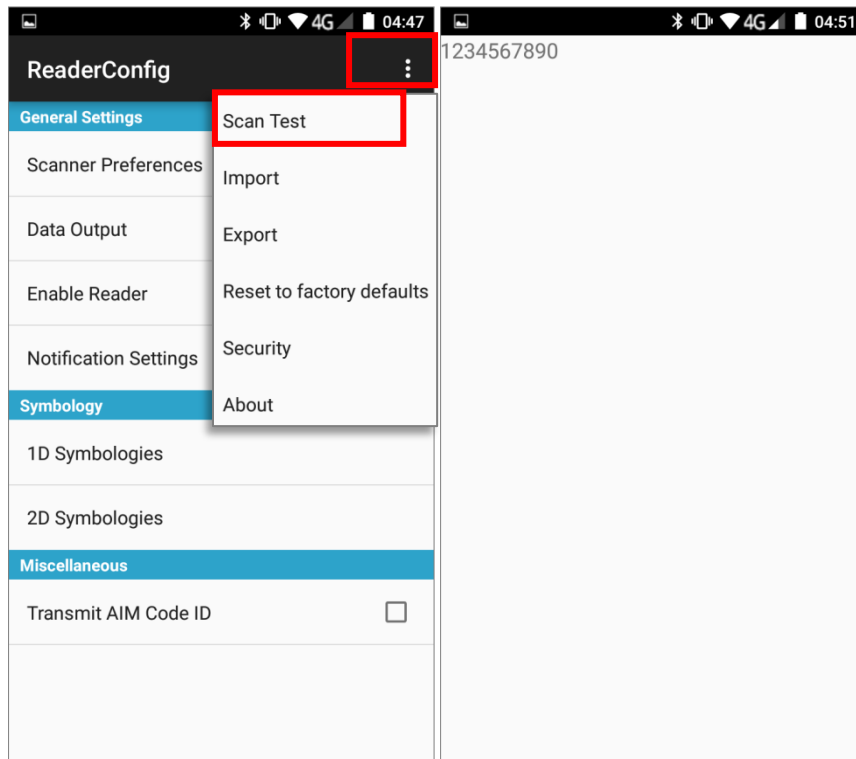 4G 04:47
ReaderConfig
General Settings
Scanner Preferences
Data Output
Enable Reader
Notification Settings
Symbology
1D Symbologies
2D Symbologies
Miscellaneous
Transmit AIM Code ID
Scan Test
Import
Export
Reset to factory defaults
Security
About
4G 04:51
1234567890